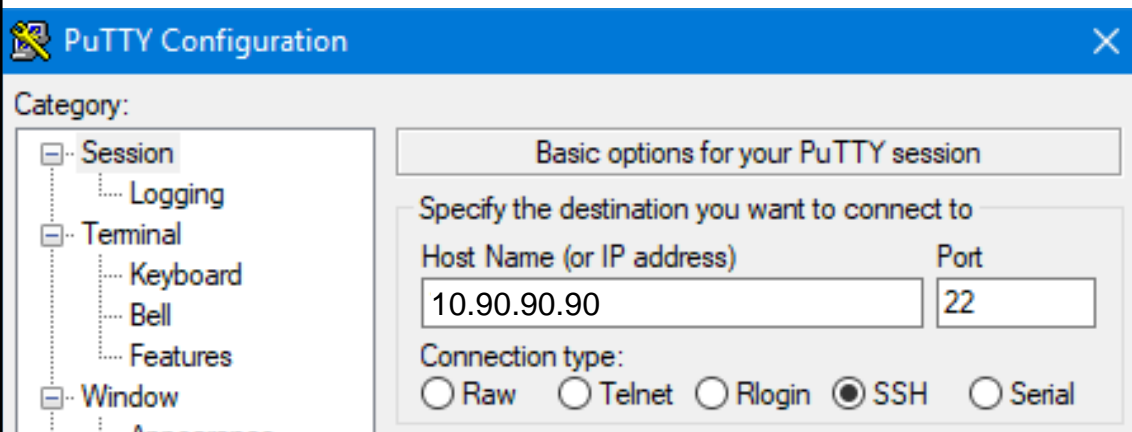 PuTTY Configuration
Category:
Session
Logging
Terminal
Keyboard
Bell
Features
Window
Appearance
Basic options for your PuTTY session
Specify the destination you want to connect to
Host Name (or IP address) Port
10.90.90.90 22
Connection type:
Raw Telnet Rlogin SSH Serial